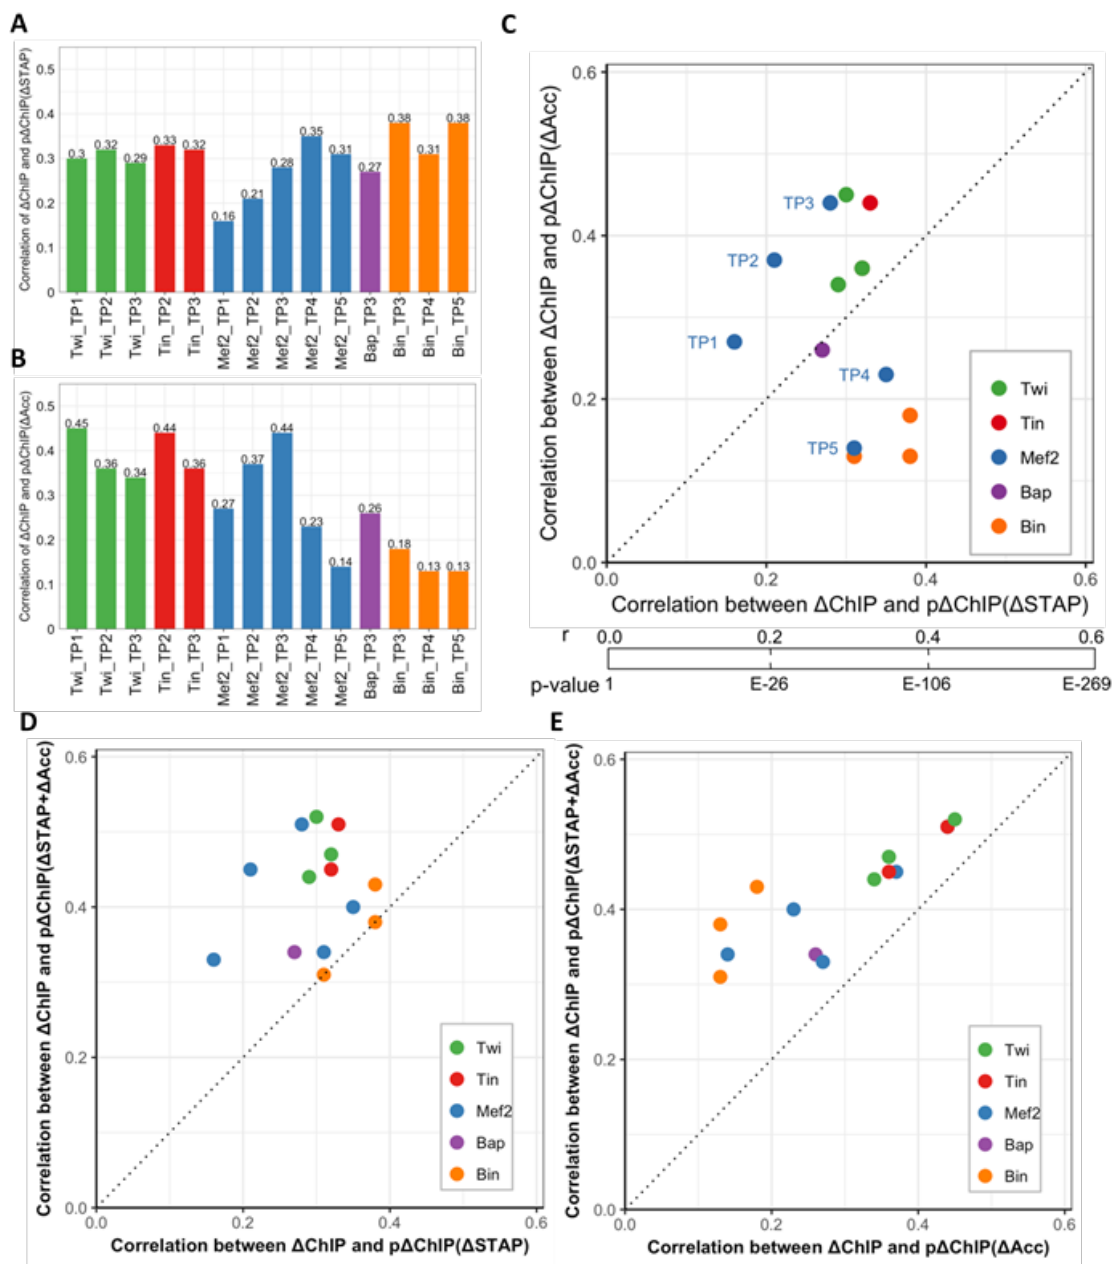 A
Correlation of ΔChIP and pΔChIP(ΔSTAP)
0.5
0.4
0.3
0.2
0.1
0
0.3
0.32
0.29
0.33
0.32
0.16
0.21
0.28
0.35
0.31
0.27
0.38
0.31
0.38
Twi_TP1
Twi_TP2
Twi_TP3
Tin_TP2
Tin_TP3
Mef2_TP1
Mef2_TP2
Mef2_TP3
Mef2_TP4
Mef2_TP5
Bap_TP3
Bin_TP3
Bin_TP4
Bin_TP5
B
Correlation of ΔChIP and pΔChIP(ΔAcc)
0.5
0.4
0.3
0.2
0.1
0
0.45
0.36
0.34
0.44
0.36
0.27
0.37
0.44
0.23
0.14
0.26
0.18
0.13
0.13
Twi_TP1
Twi_TP2
Twi_TP3
Tin_TP2
Tin_TP3
Mef2_TP1
Mef2_TP2
Mef2_TP3
Mef2_TP4
Mef2_TP5
Bap_TP3
Bin_TP3
Bin_TP4
Bin_TP5
C
Correlation between ΔChIP and pΔChIP(ΔAcc)
0.6
0.4
0.2
0.0
TP3
TP2
TP1
TP4
TP5
Twi
Tin
Mef2
Bap
Bin
0.0 0.2 0.4 0.6
Correlation between ΔChIP and pΔChIP(ΔSTAP)
r 0.0 0.2 0.4 0.6
p-value 1 E-26 E-106 E-269
D
Correlation between ΔChIP and pΔChIP(ΔSTAP+ΔAcc)
0.6
0.4
0.2
0.0
Twi
Tin
Mef2
Bap
Bin
0.0 0.2 0.4 0.6
Correlation between ΔChIP and pΔChIP(ΔSTAP)
E
Correlation between ΔChIP and pΔChIP(ΔSTAP+ΔAcc)
0.6
0.4
0.2
0.0
Twi
Tin
Mef2
Bap
Bin
0.0 0.2 0.4 0.6
Correlation between ΔChIP and pΔChIP(ΔAcc)